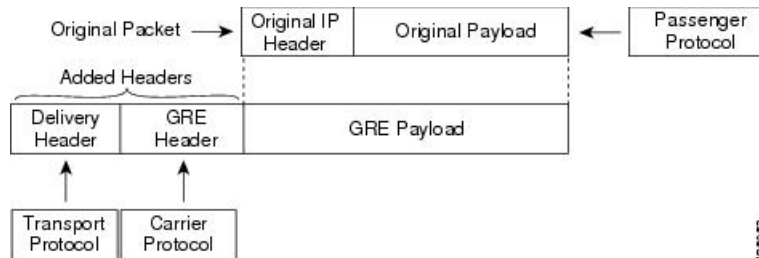 Original Packet
Original IP
Header
Original Payload
Passenger
Protocol
Added Headers
Delivery
Header
GRE
Header
GRE Payload
Transport
Protocol
Carrier
Protocol